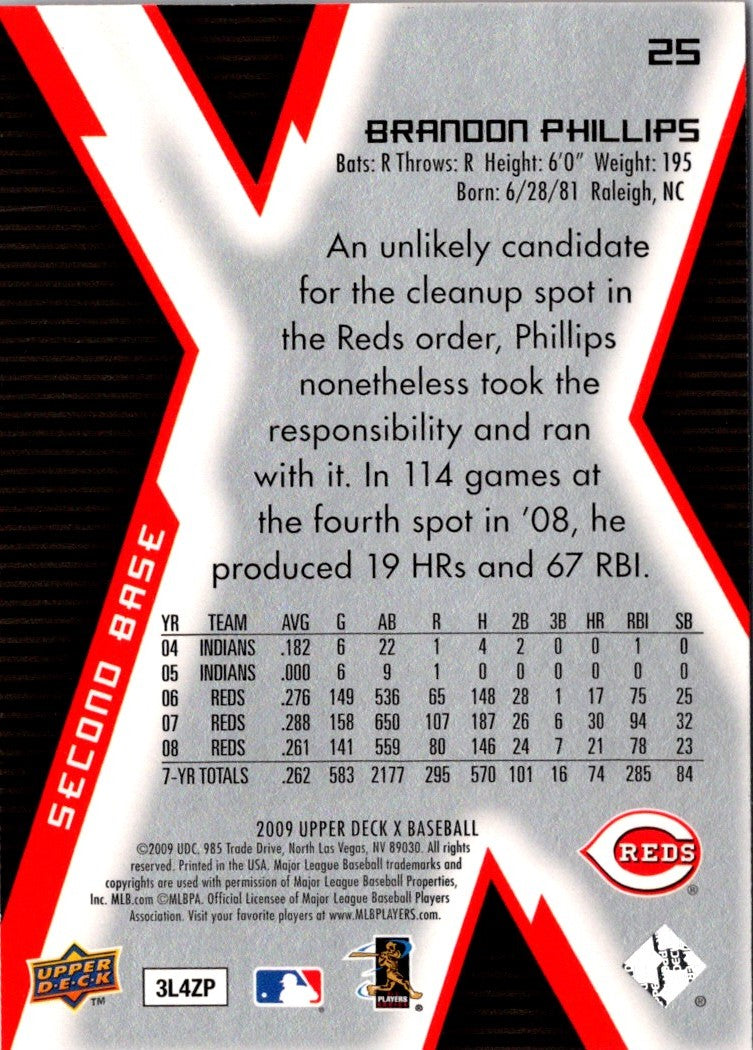 25
BRANDON PHILLIPS
Bats: R Throws: R Height: 6'0" Weight: 195
Born: 6/28/81 Raleigh, NC
An unlikely candidate
for the cleanup spot in
the Reds order, Phillips
nonetheless took the
responsibility and ran
with it. In 114 games at
the fourth spot in '08, he
produced 19 HRs and 67 RBI.
SECOND BASE
YR TEAM AVG G AB R H 2B 3B HR RBI SB
04 INDIANS .182 6 22 1 4 2 0 0 1 0
05 INDIANS .000 6 9 1 0 0 0 0 0 0
06 REDS .276 149 536 65 148 28 1 17 75 25
07 REDS .288 158 650 107 187 26 6 30 94 32
08 REDS .261 141 559 80 146 24 7 21 78 23
7-YR TOTALS .262 583 2177 295 570 101 16 74 285 84
2009 UPPER DECK X BASEBALL
©2009 UDC. 985 Trade Drive, North Las Vegas, NV 89030. All rights
reserved. Printed in the USA. Major League Baseball trademarks and
copyrights are used with permission of Major League Baseball Properties,
Inc. MLB.com ©MLBPA. Official Licensee of Major League Baseball Players
Association. Visit your favorite players at www.MLBPLAYERS.com.
REDS
®
UPPER
DECK
TM
3L4ZP
®
PLAYERS
®
®